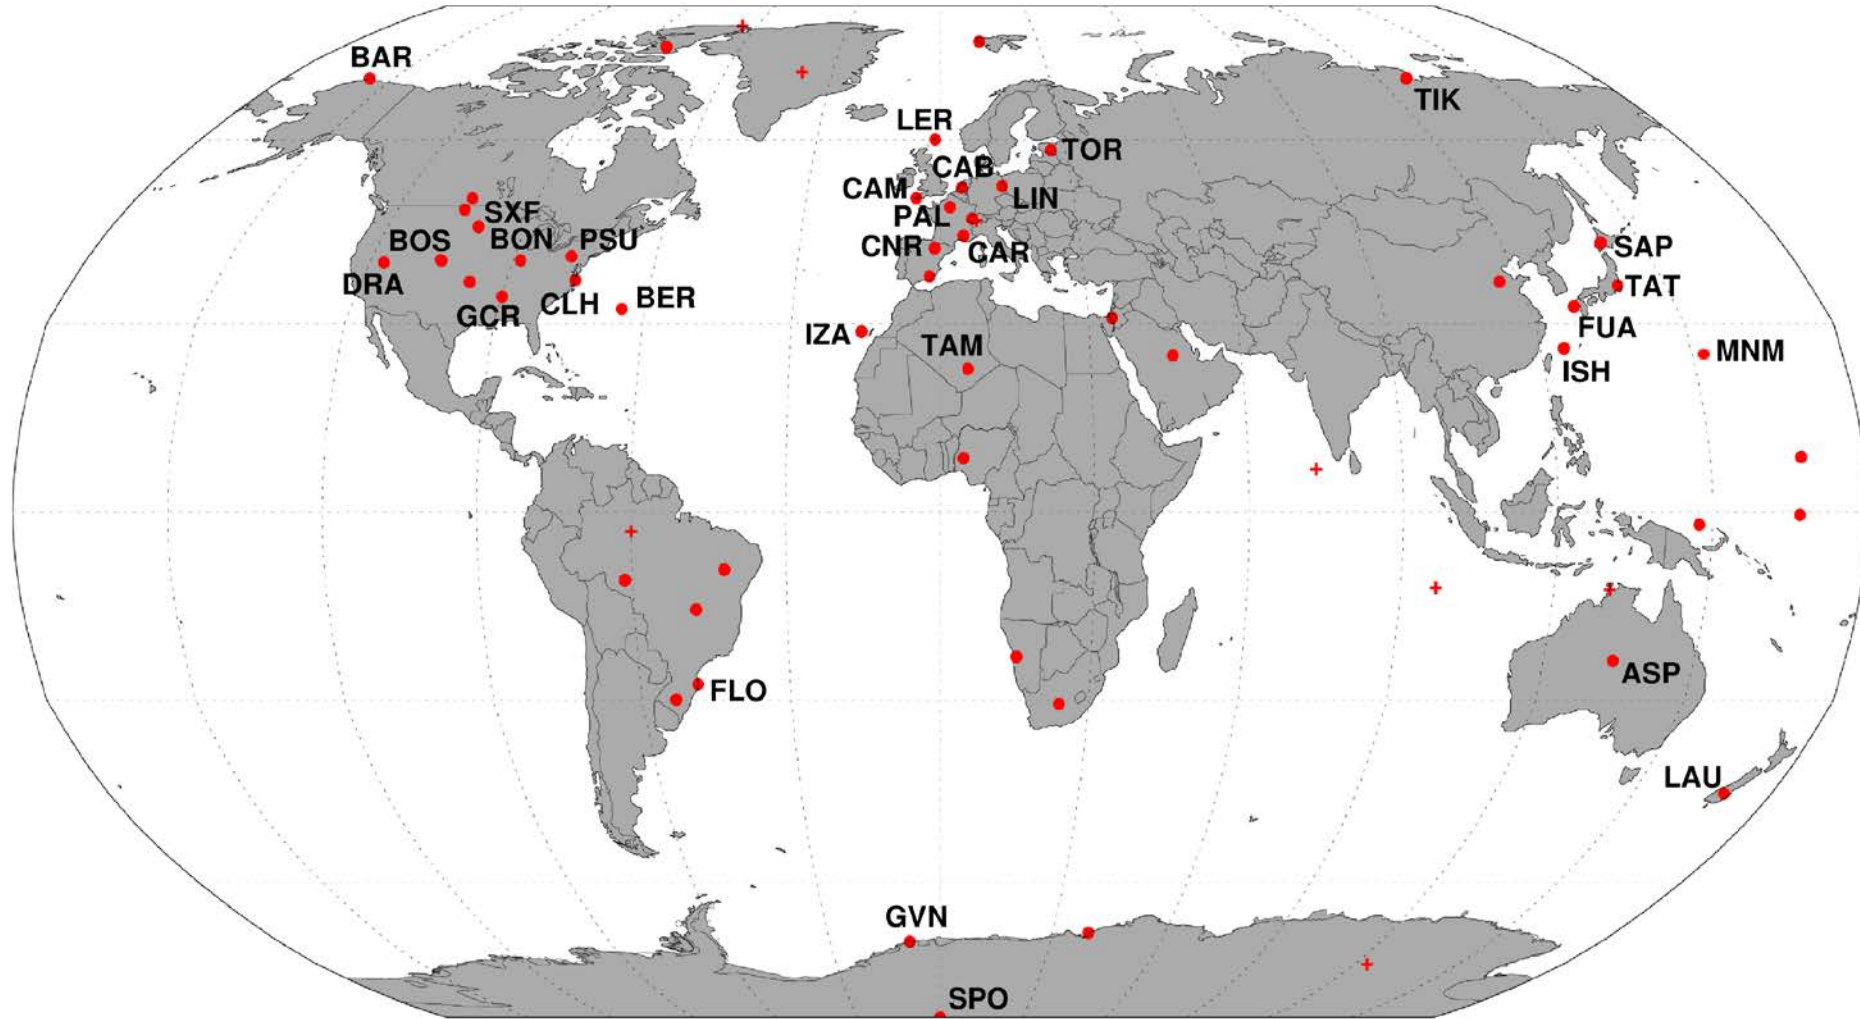 BAR
TIK
LER
TOR
CAB
CAM
LIN
PAL
SXF
BOS
BON
PSU
CNR
CAR
SAP
DRA
TAT
GCR
CLH
BER
FUA
IZA
TAM
MNM
ISH
ASP
FLO
LAU
GVN
SPO